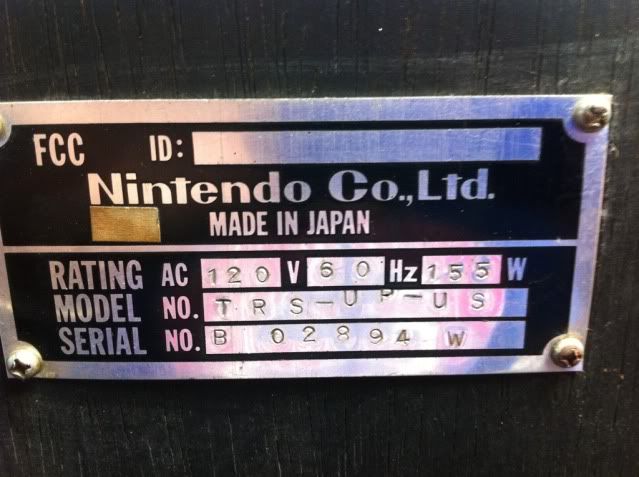 FCC ID:
Nintendo Co., Ltd.
MADE IN JAPAN
RATING AC 120 V 60 Hz 155 W
MODEL NO. TRS-UP-US
SERIAL NO. B 02894 W